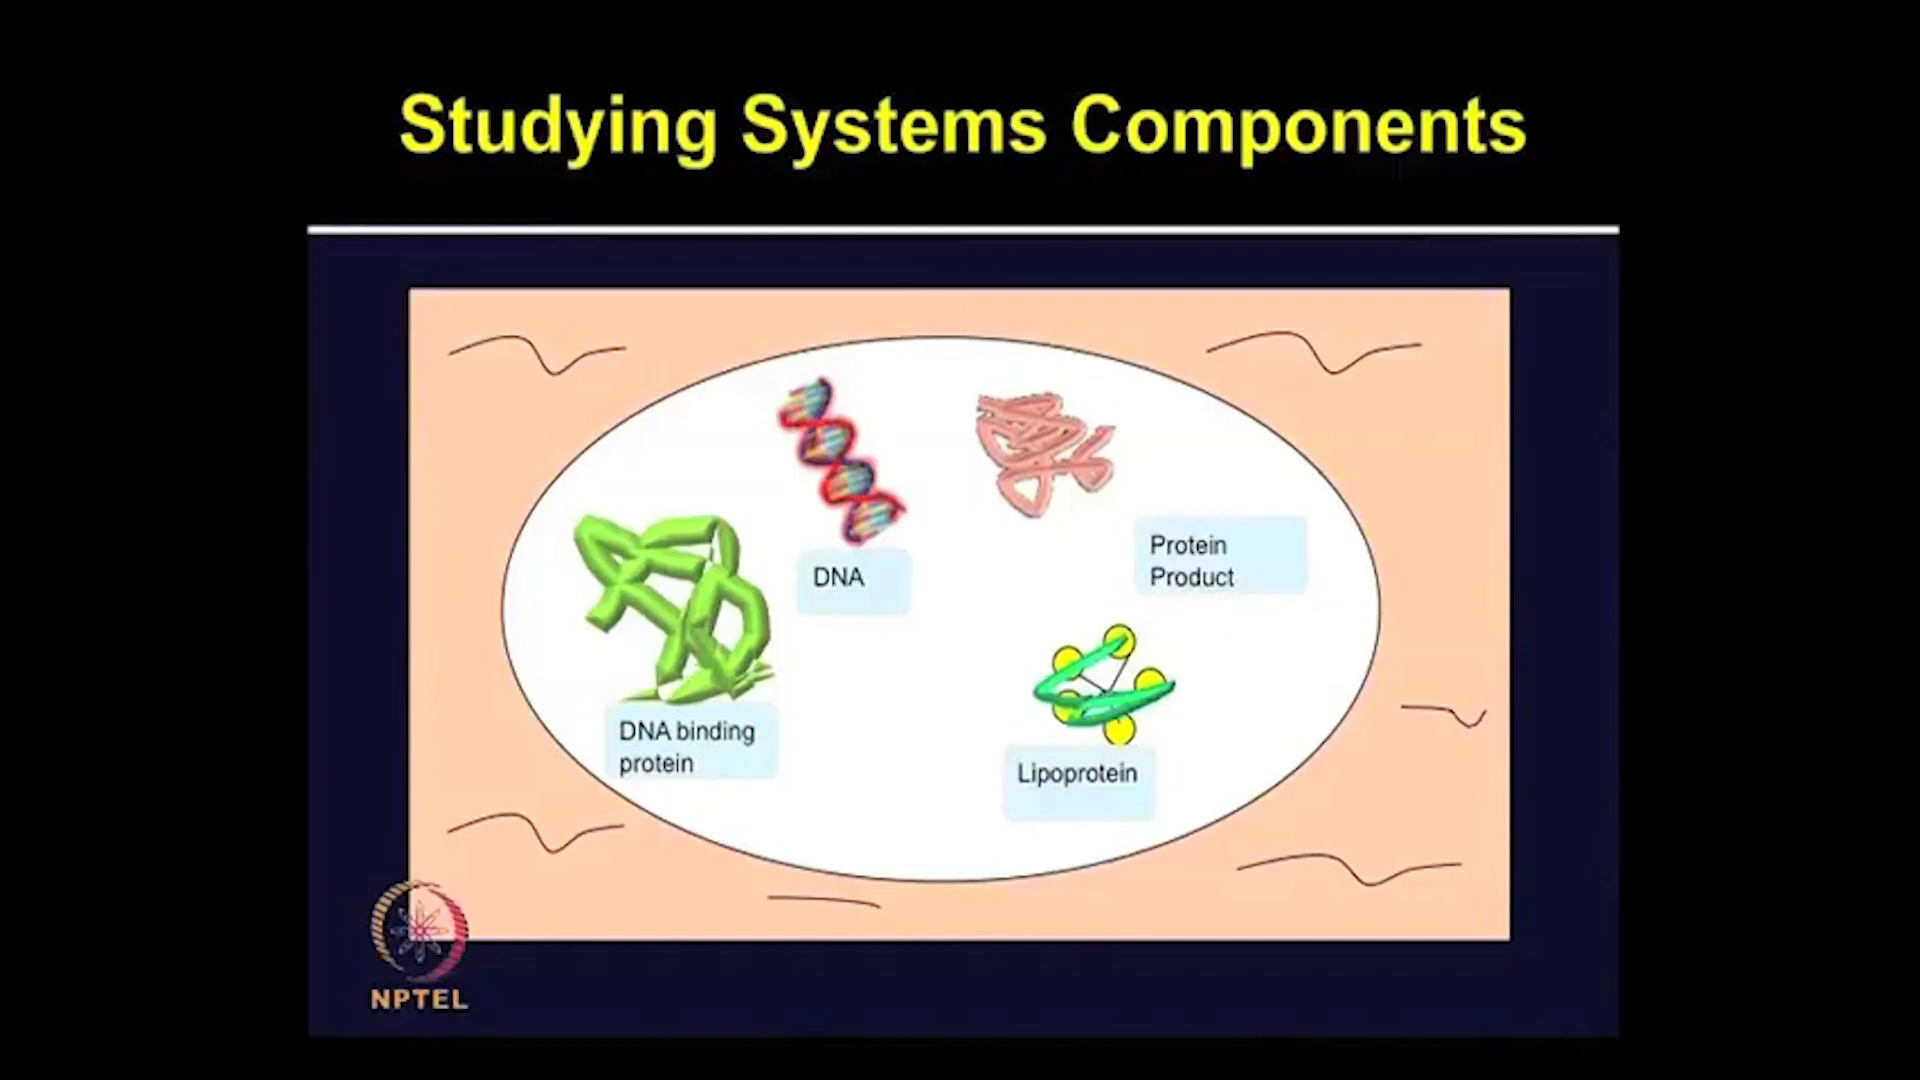 Studying Systems Components
DNA
Protein
Product
DNA binding
protein
Lipoprotein
NPTEL